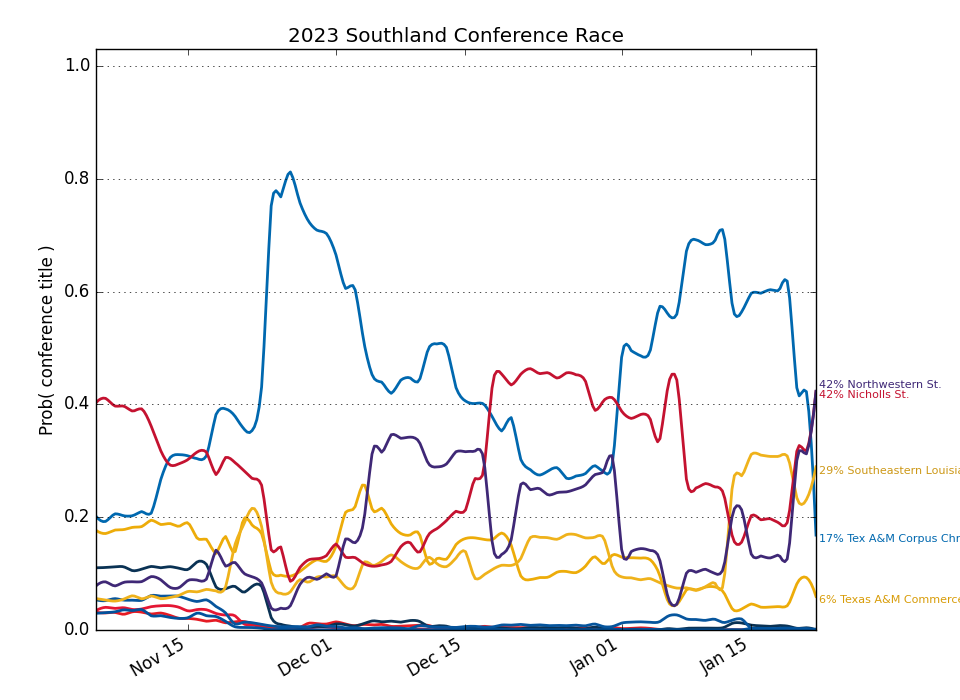 2023 Southland Conference Race
Prob( conference title )
1.0
0.8
0.6
0.4
0.2
0.0
Nov 15
Dec 01
Dec 15
Jan 01
Jan 15
42% Northwestern St.
42% Nicholls St.
29% Southeastern Louisia
17% Tex A&M Corpus Chr
6% Texas A&M Commerce